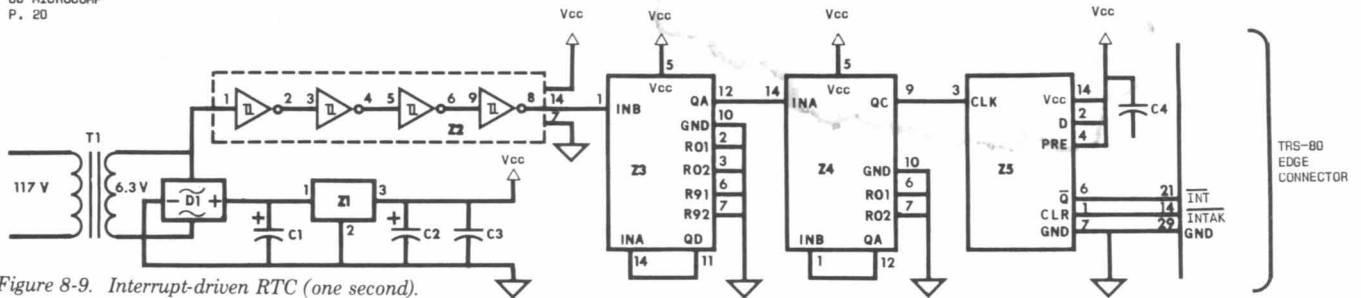 80 MICROCOMP
P. 20
T1
117 V
6.3 V
- D1 +
1 2 3 4 5 6 9 8
Z2
Vcc
14
7
1 Z1 3
2
Vcc
+ C1
+ C2
C3
Vcc
5
Vcc
1 INB
QA 12
GND 10
RO1 2
RO2 3
R91 6
R92 7
Z3
INA QD
14 11
Vcc
5
Vcc
14 INA
QC 9
Z4
GND 10
RO1 6
RO2 7
INB QA
1 12
Vcc
3 CLK
Vcc 14
D 2
PRE 4
C4
Z5
Q 6 21 INT
CLR 1 14 INTAK
GND 7 29 GND
TRS-80
EDGE
CONNECTOR
Figure 8-9. Interrupt-driven RTC (one second).